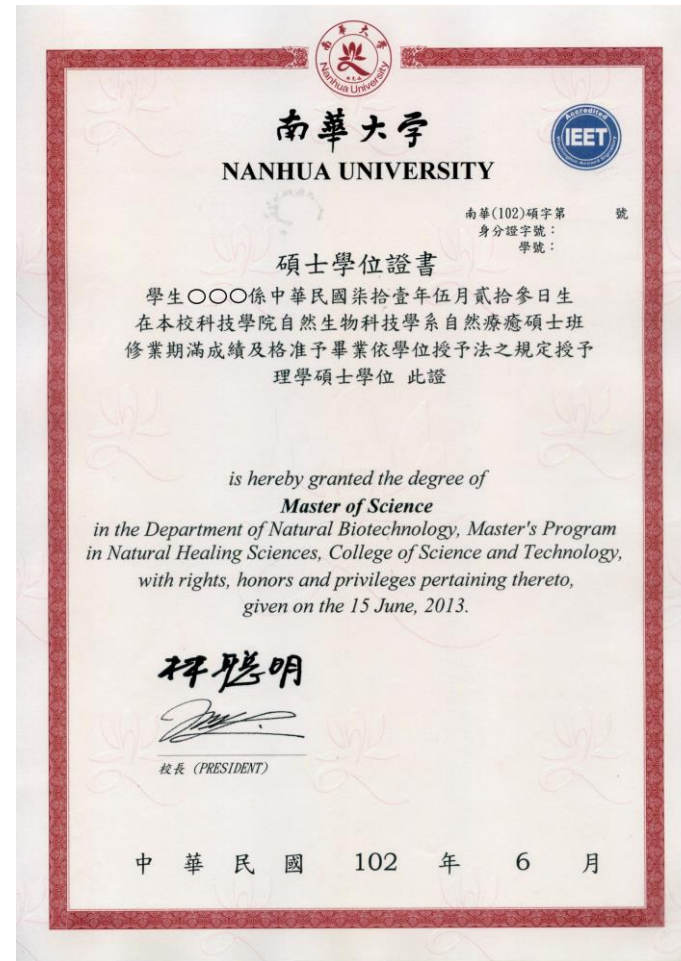 南華大學
Nanhua University
Accredited
IEET
南華大学
NANHUA UNIVERSITY
南華(102)碩字第 號
身分證字號：
學號：
碩士學位證書
學生○○○係中華民國柒拾壹年伍月貳拾參日生
在本校科技學院自然生物科技學系自然療癒碩士班
修業期滿成績及格准予畢業依學位授予法之規定授予
理學碩士學位 此證
is hereby granted the degree of
Master of Science
in the Department of Natural Biotechnology, Master's Program
in Natural Healing Sciences, College of Science and Technology,
with rights, honors and privileges pertaining thereto,
given on the 15 June, 2013.
林聰明
校長 (PRESIDENT)
中華民國 102 年 6 月